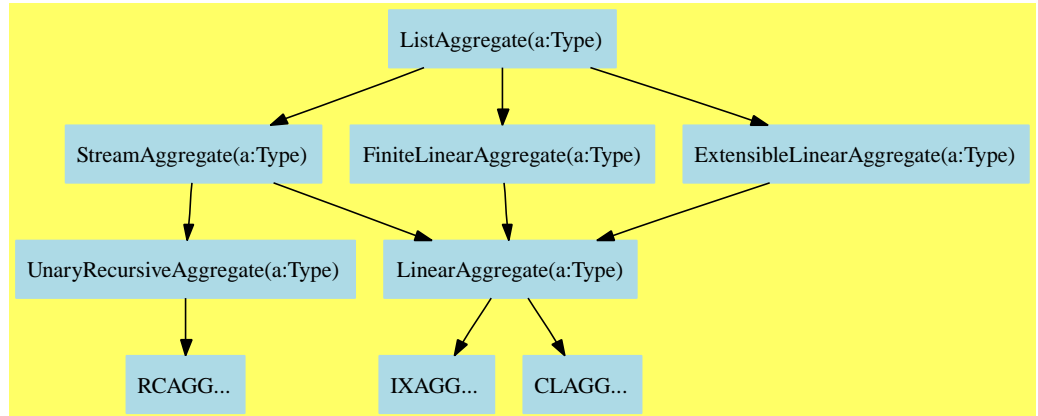 ListAggregate(a:Type)
StreamAggregate(a:Type)
FiniteLinearAggregate(a:Type)
ExtensibleLinearAggregate(a:Type)
UnaryRecursiveAggregate(a:Type)
LinearAggregate(a:Type)
RCAGG...
IXAGG...
CLAGG...